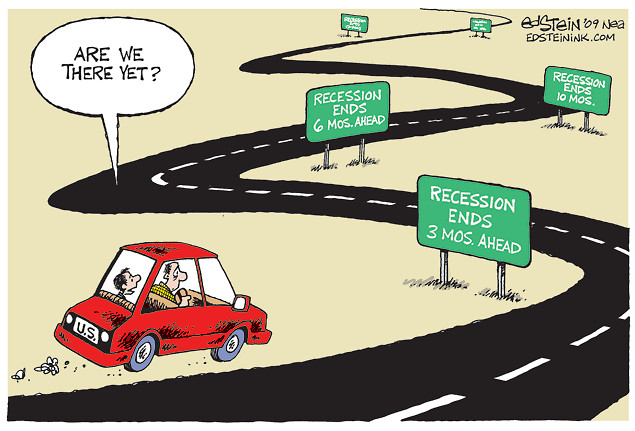 edStein '09 Nea
EDSTEININK.COM
ARE WE
THERE YET?
RECESSION
ENDS
10 MOS.
RECESSION
ENDS
6 MOS. AHEAD
RECESSION
ENDS
3 MOS. AHEAD
U.S.